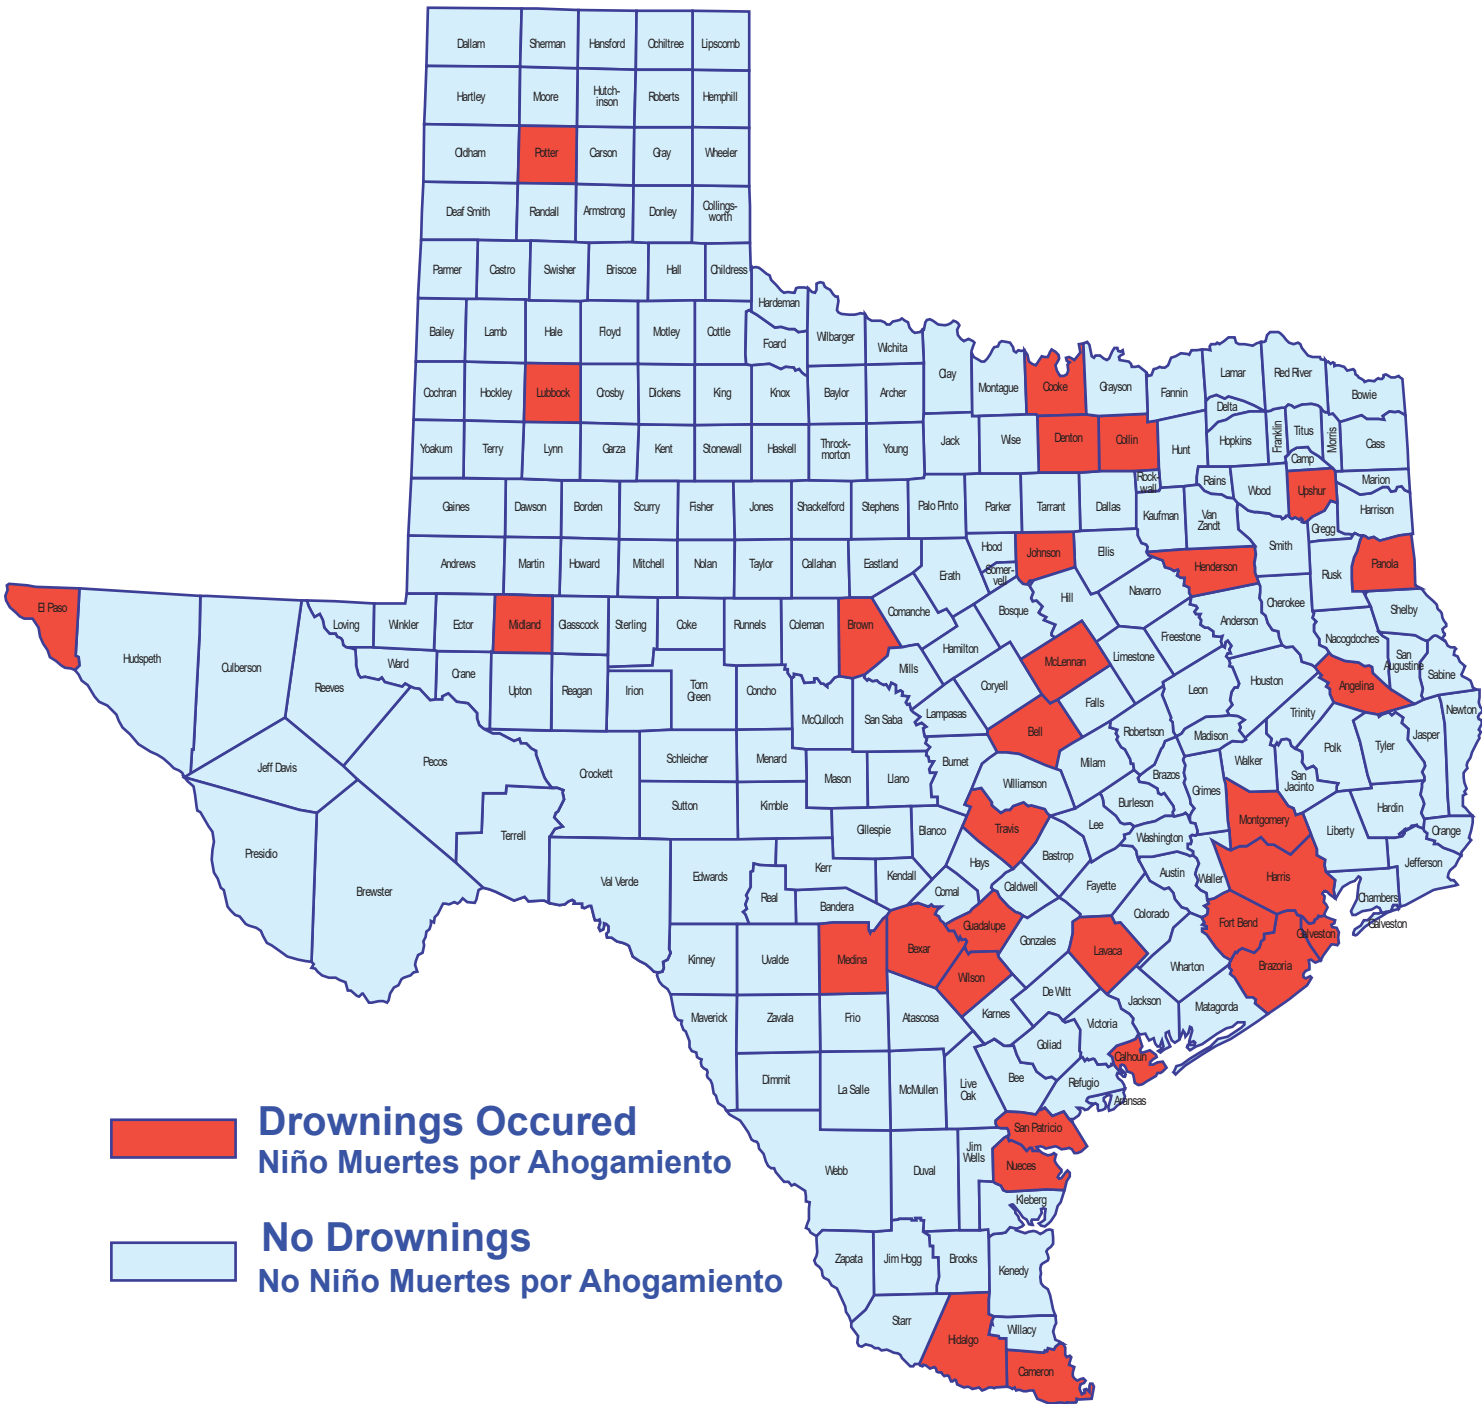 Dallam Sherman Hansford Ochiltree Lipscomb
Hartley Moore Hutch-
inson Roberts Hemphill
Oldham Potter Carson Gray Wheeler
Deaf Smith Randall Armstrong Donley Collings-
worth
Parmer Castro Swisher Briscoe Hall Childress
Hardeman
Bailey Lamb Hale Floyd Motley Cottle Foard Wilbarger Wichita
Cochran Hockley Lubbock Crosby Dickens King Knox Baylor Archer Clay Montague Cooke Grayson Fannin Lamar Red River Bowie
Delta
Yoakum Terry Lynn Garza Kent Stonewall Haskell Throck-
morton Young Jack Wise Denton Collin Hunt Hopkins Franklin Titus Morris Cass
Camp
Rock-
wall Rains Wood Upshur Marion
Gaines Dawson Borden Scurry Fisher Jones Shackelford Stephens Palo Pinto Parker Tarrant Dallas Kaufman Van
Zandt Gregg Harrison
Andrews Martin Howard Mitchell Nolan Taylor Callahan Eastland Erath Hood Somer-
vell Johnson Ellis Henderson Smith Rusk Panola
El Paso Hudspeth Culberson Reeves Loving Winkler Ector Midland Glasscock Sterling Coke Runnels Coleman Brown Comanche Bosque Hill Navarro Anderson Cherokee Shelby
Ward Crane Upton Reagan Irion Tom
Green Concho Mills Hamilton McLennan Limestone Freestone Nacogdoches San
Augustine Sabine
McCulloch San Saba Lampasas Coryell Bell Falls Leon Houston Angelina Trinity Newton
Jeff Davis Pecos Crockett Schleicher Menard Mason Llano Burnet Milam Robertson Madison Walker Polk Tyler Jasper
Williamson Brazos Grimes San
Jacinto
Presidio Brewster Terrell Sutton Kimble Gillespie Blanco Travis Lee Burleson Washington Montgomery Liberty Hardin Orange
Val Verde Edwards Real Kerr Kendall Hays Bastrop Fayette Austin Waller Harris Jefferson
Bandera Comal Caldwell Colorado Chambers
Kinney Uvalde Medina Bexar Guadalupe Gonzales Lavaca Wharton Fort Bend Galveston Galveston
Wilson Brazoria
Maverick Zavala Frio Atascosa Karnes De Witt Victoria Jackson Matagorda
Goliad Calhoun
Dimmit La Salle McMullen Live
Oak Bee Refugio Aransas
San Patricio
Webb Duval Jim
Wells Nueces
Kleberg
Zapata Jim Hogg Brooks Kenedy
Starr Hidalgo Willacy
Cameron
Drownings Occured
Niño Muertes por Ahogamiento
No Drownings
No Niño Muertes por Ahogamiento